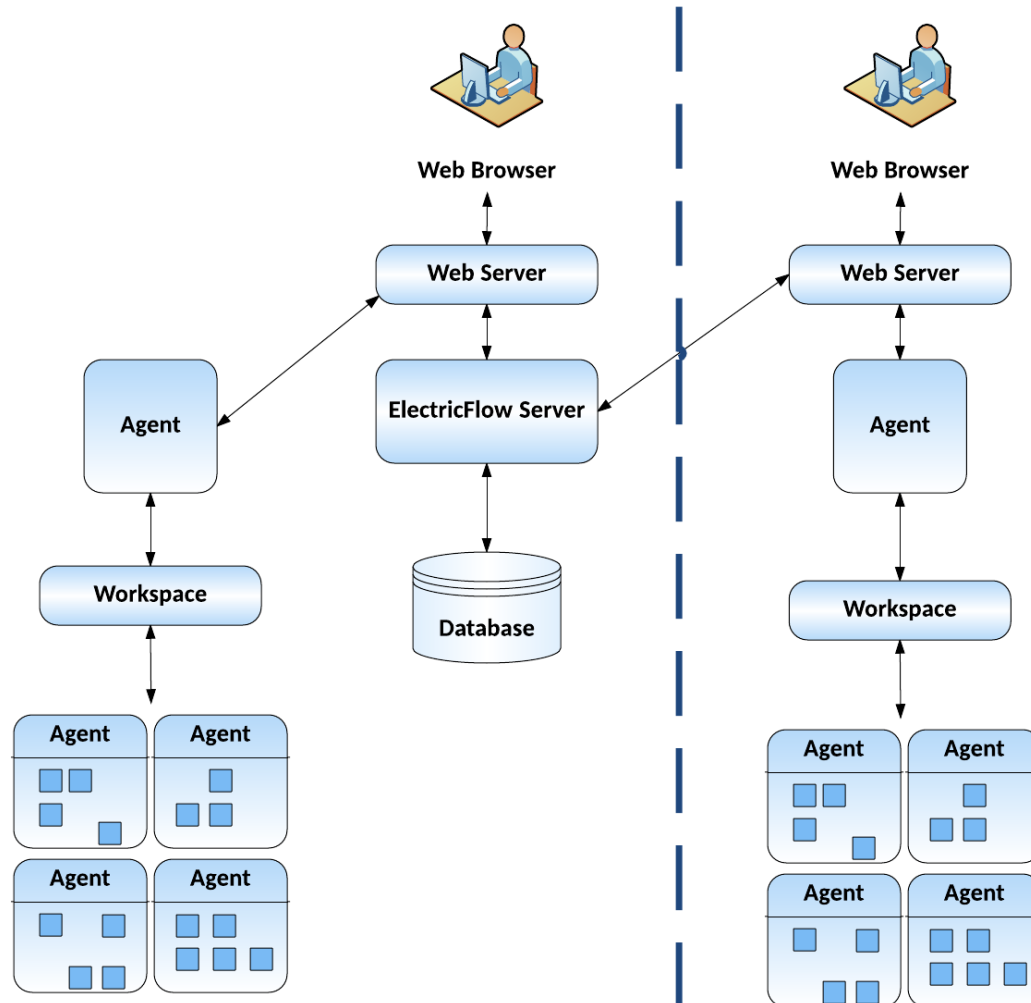 Web Browser
Web Browser
Web Server
Web Server
Agent
ElectricFlow Server
Agent
Workspace
Database
Workspace
Agent
Agent
Agent
Agent
Agent
Agent
Agent
Agent